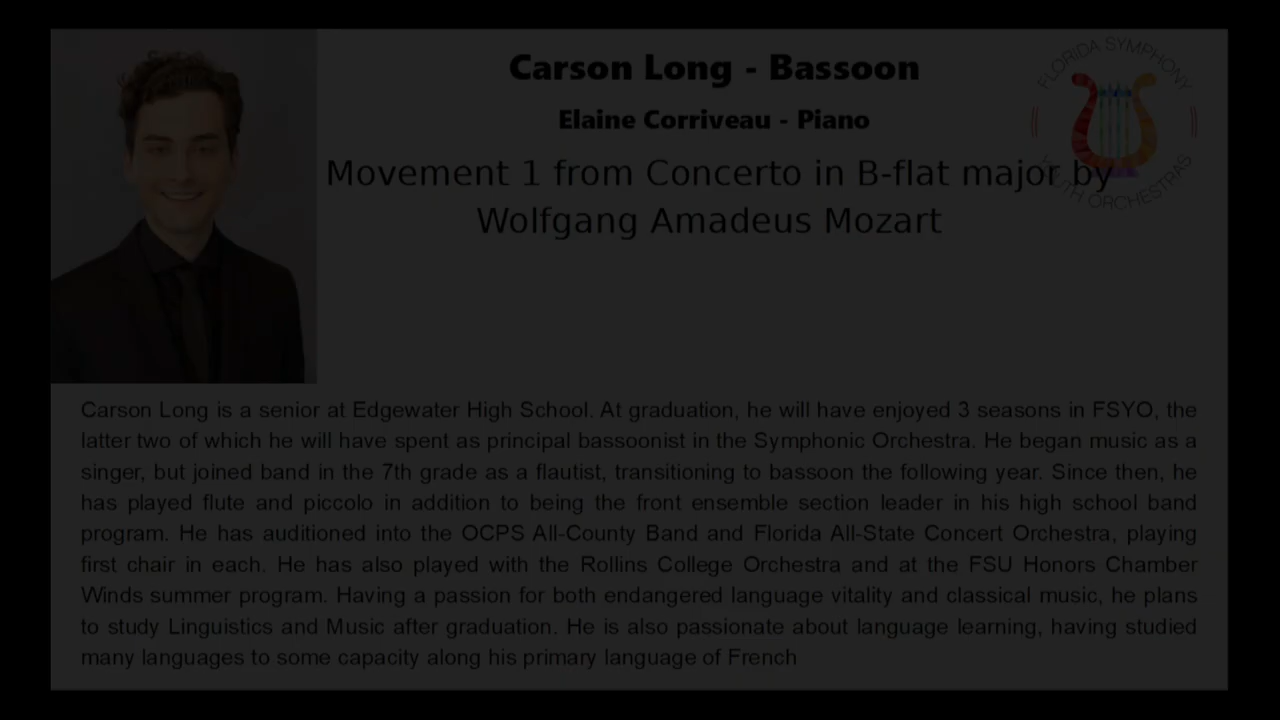 Carson Long - Bassoon
Elaine Corriveau - Piano
Movement 1 from Concerto in B-flat major by
Wolfgang Amadeus Mozart
FLORIDA SYMPHONY
YOUTH ORCHESTRAS
Carson Long is a senior at Edgewater High School. At graduation, he will have enjoyed 3 seasons in FSYO, the
latter two of which he will have spent as principal bassoonist in the Symphonic Orchestra. He began music as a
singer, but joined band in the 7th grade as a flautist, transitioning to bassoon the following year. Since then, he
has played flute and piccolo in addition to being the front ensemble section leader in his high school band
program. He has auditioned into the OCPS All-County Band and Florida All-State Concert Orchestra, playing
first chair in each. He has also played with the Rollins College Orchestra and at the FSU Honors Chamber
Winds summer program. Having a passion for both endangered language vitality and classical music, he plans
to study Linguistics and Music after graduation. He is also passionate about language learning, having studied
many languages to some capacity along his primary language of French